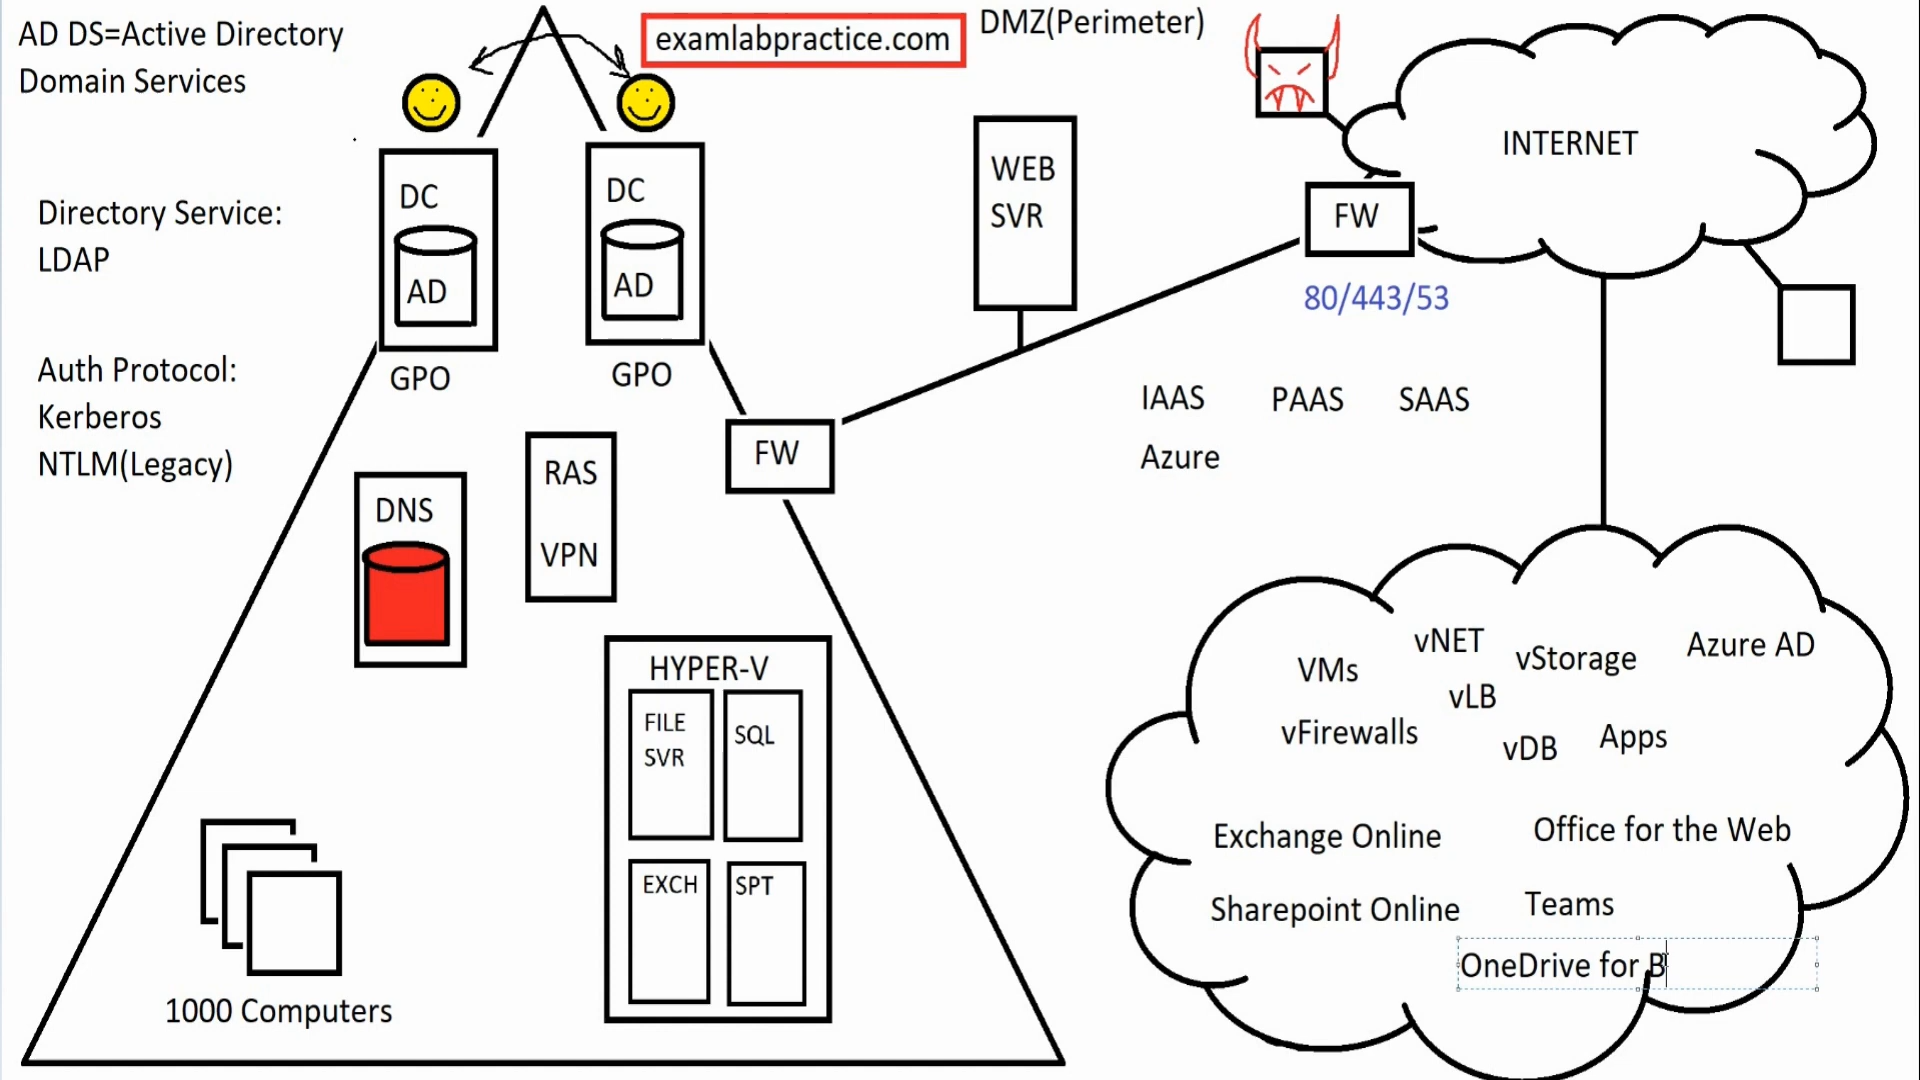 AD DS=Active Directory
Domain Services
examlabpractice.com
DMZ(Perimeter)
INTERNET
Directory Service:
LDAP
DC
AD
GPO
DC
AD
GPO
WEB
SVR
FW
80/443/53
Auth Protocol:
Kerberos
NTLM(Legacy)
IAAS
PAAS
SAAS
Azure
FW
DNS
RAS
VPN
HYPER-V
FILE
SVR
SQL
EXCH
SPT
1000 Computers
VMs
vNET
vStorage
Azure AD
vLB
vFirewalls
vDB
Apps
Exchange Online
Office for the Web
Sharepoint Online
Teams
OneDrive for B